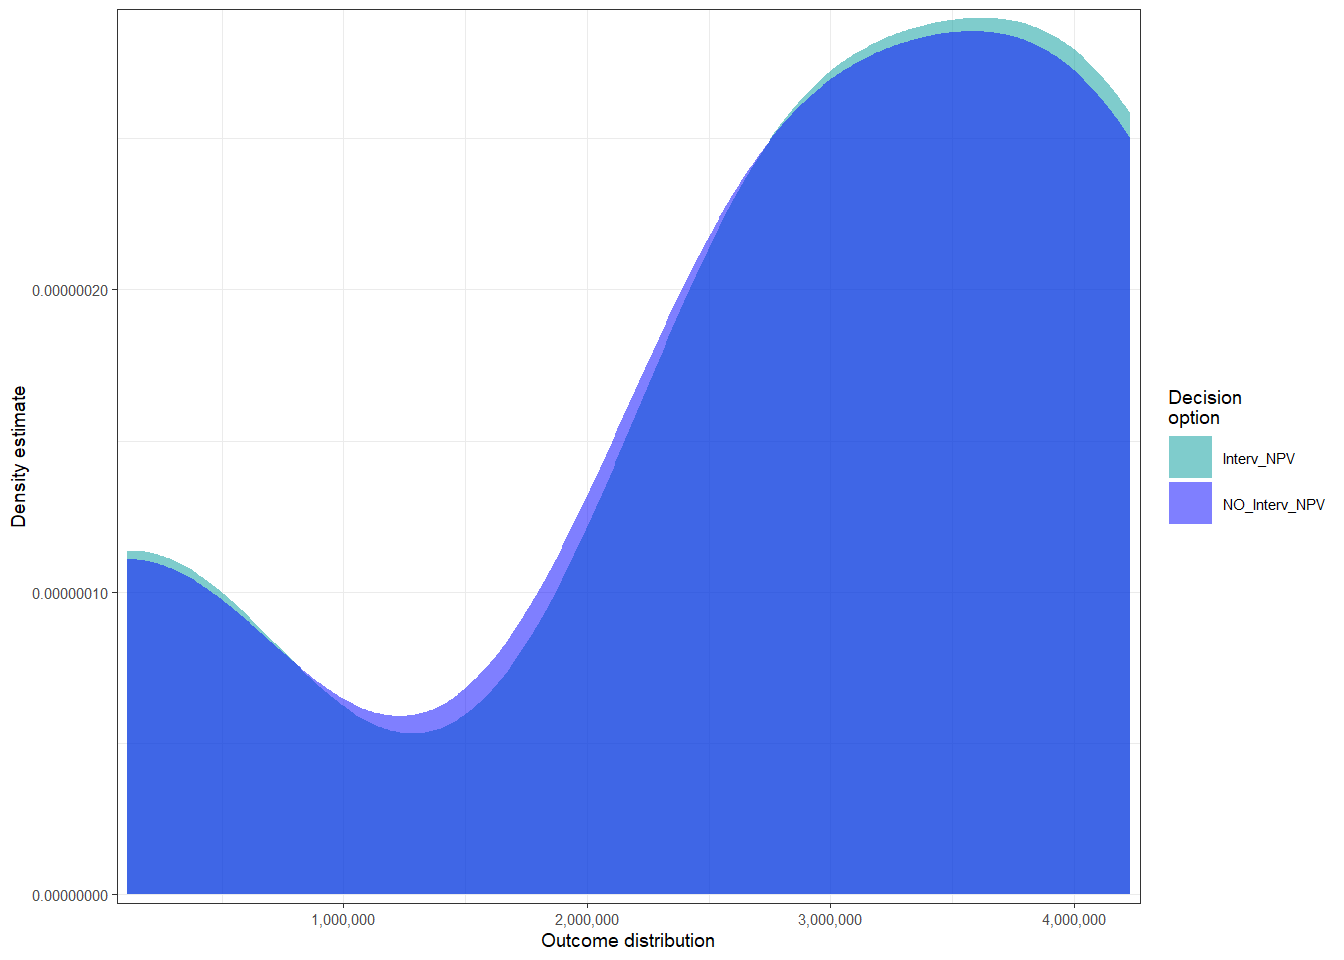 Density estimate
0.00000020
0.00000010
0.00000000
1,000,000
2,000,000
3,000,000
4,000,000
Outcome distribution
Decision
option
Interv_NPV
NO_Interv_NPV